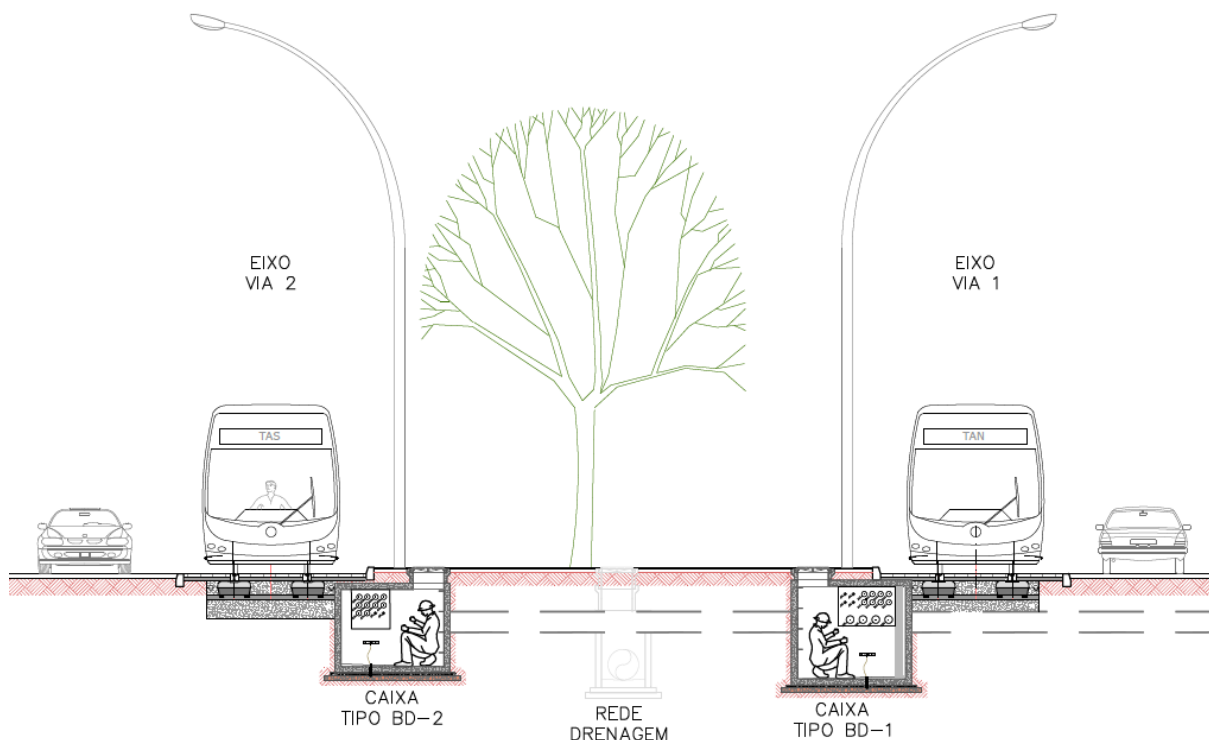 EIXO
VIA 2
EIXO
VIA 1
TAS
TAN
CAIXA
TIPO BD-2
REDE
DRENAGEM
CAIXA
TIPO BD-1